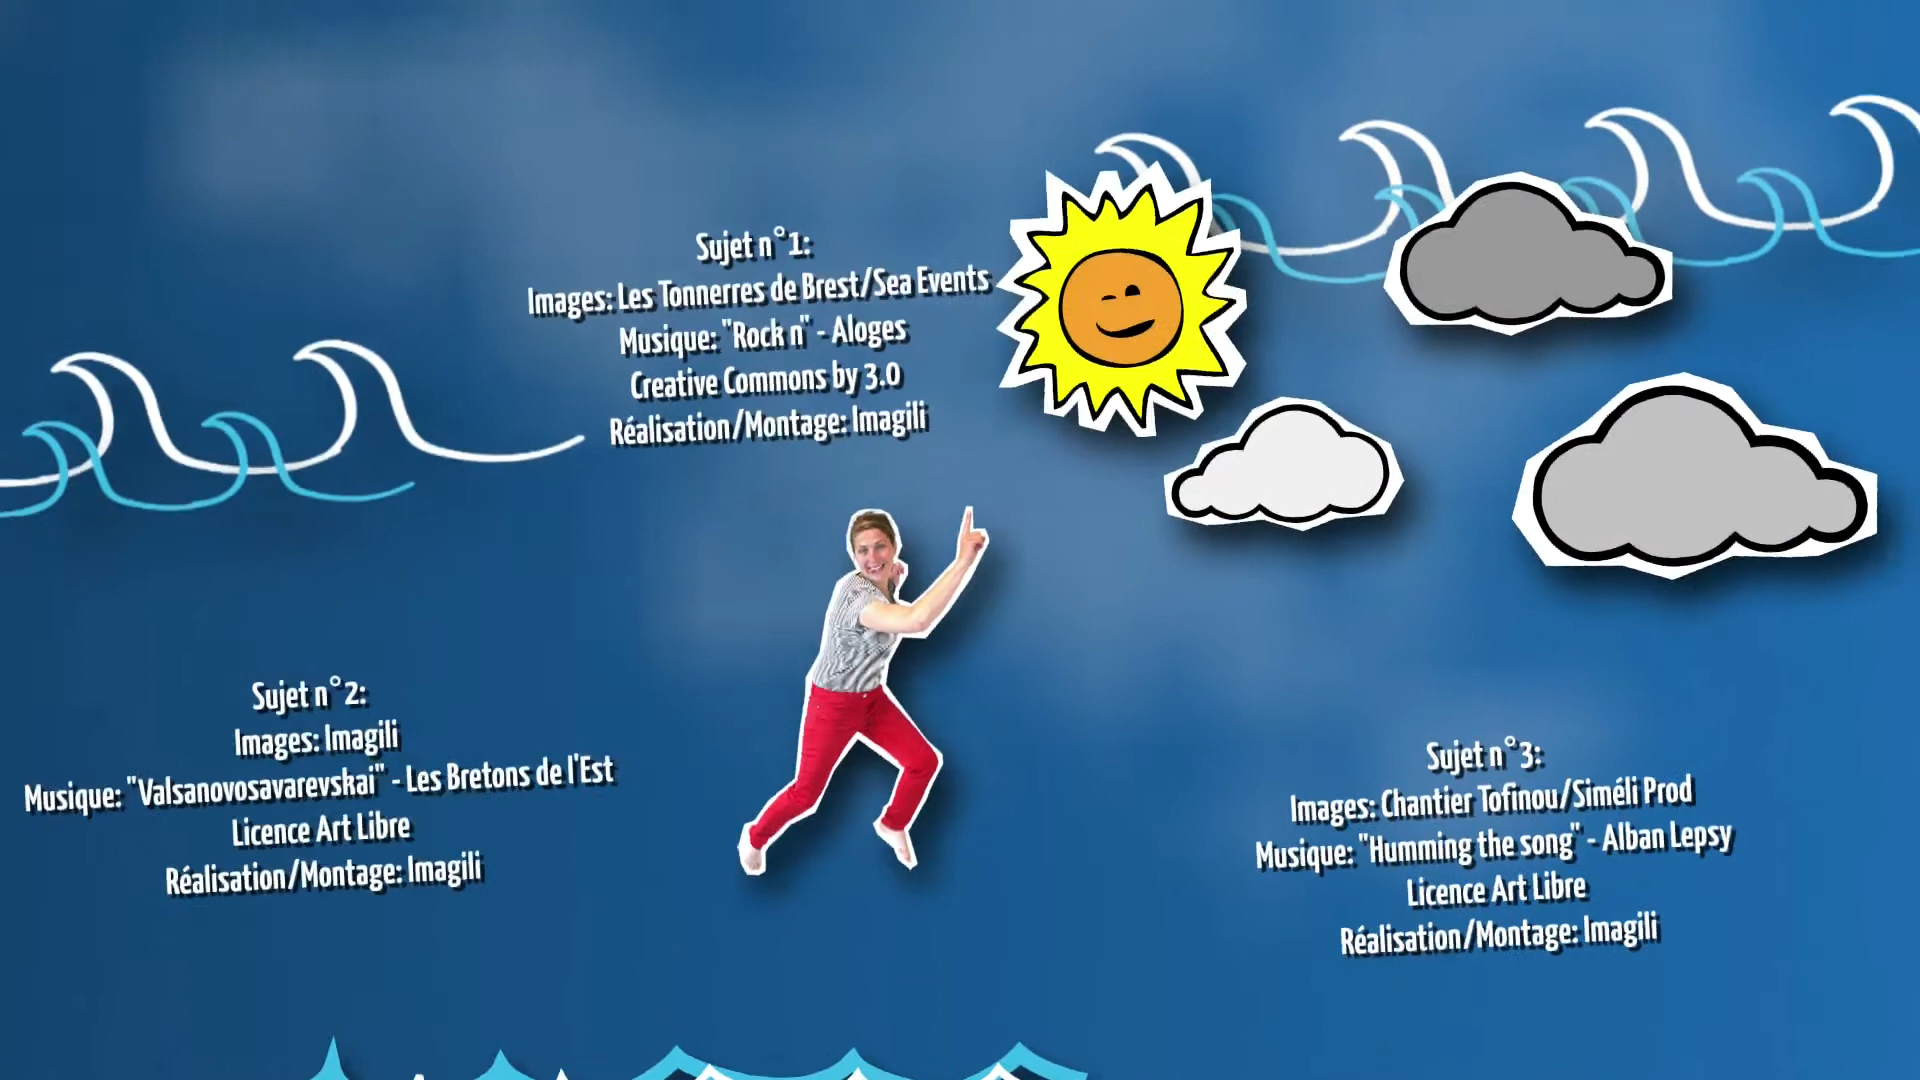 Sujet n°1:
Images: Les Tonnerres de Brest/Sea Events
Musique: "Rock n" - Aloges
Creative Commons by 3.0
Réalisation/Montage: Imagili
Sujet n°2:
Images: Imagili
Musique: "Valsanovosavarevskaï" - Les Bretons de l'Est
Licence Art Libre
Réalisation/Montage: Imagili
Sujet n°3:
Images: Chantier Tofinou/Siméli Prod
Musique: "Humming the song" - Alban Lepsy
Licence Art Libre
Réalisation/Montage: Imagili